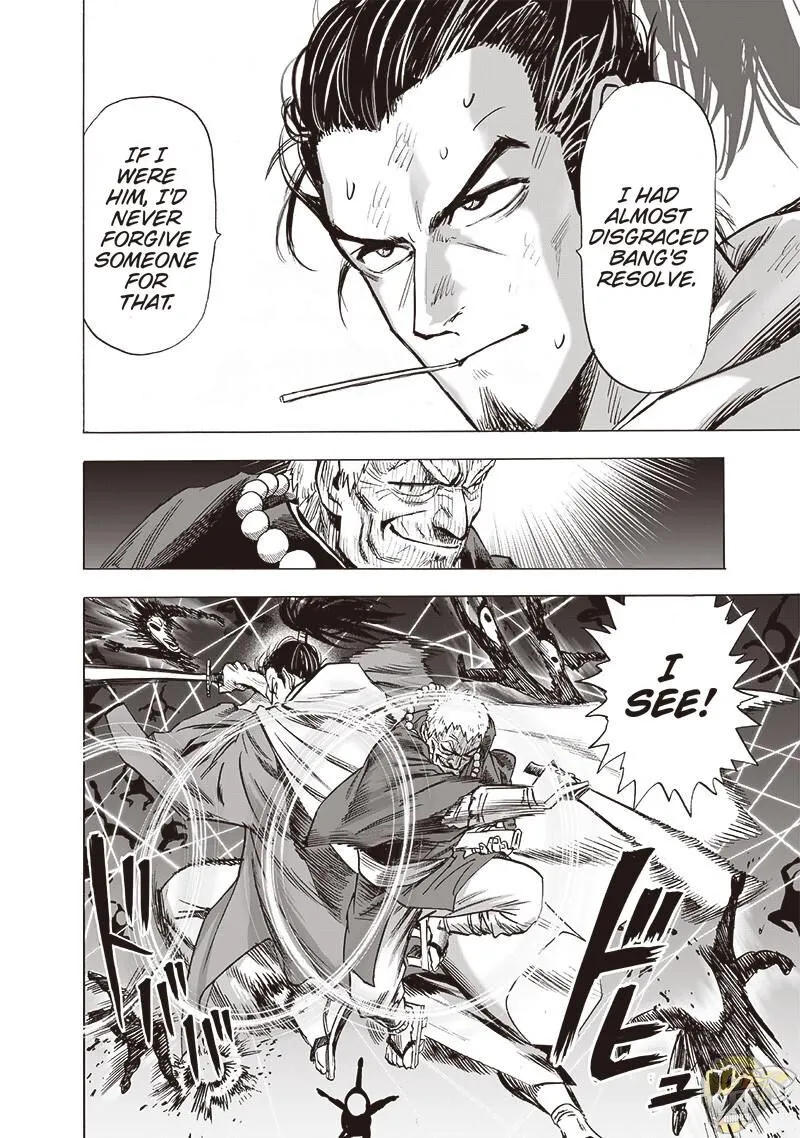 I HAD
ALMOST
DISGRACED
BANG'S
RESOLVE.
IF I
WERE
HIM, I'D
NEVER
FORGIVE
SOMEONE
FOR
THAT.
I
SEE!
ドドド
ドドュ